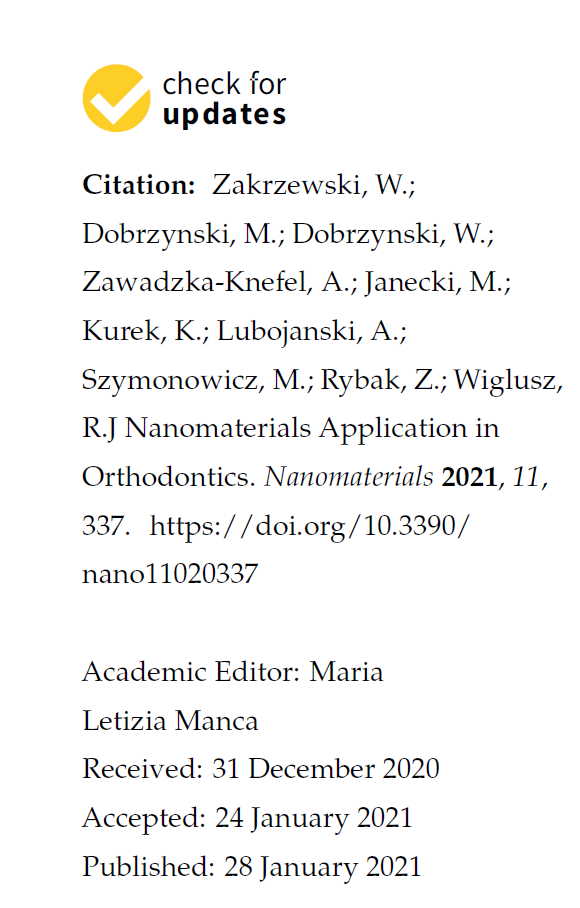 check for
updates
Citation: Zakrzewski, W.;
Dobrzynski, M.; Dobrzynski, W.;
Zawadzka-Knefel, A.; Janecki, M.;
Kurek, K.; Lubojanski, A.;
Szymonowicz, M.; Rybak, Z.; Wiglusz,
R.J Nanomaterials Application in
Orthodontics. Nanomaterials 2021, 11,
337. https://doi.org/10.3390/
nano11020337
Academic Editor: Maria
Letizia Manca
Received: 31 December 2020
Accepted: 24 January 2021
Published: 28 January 2021